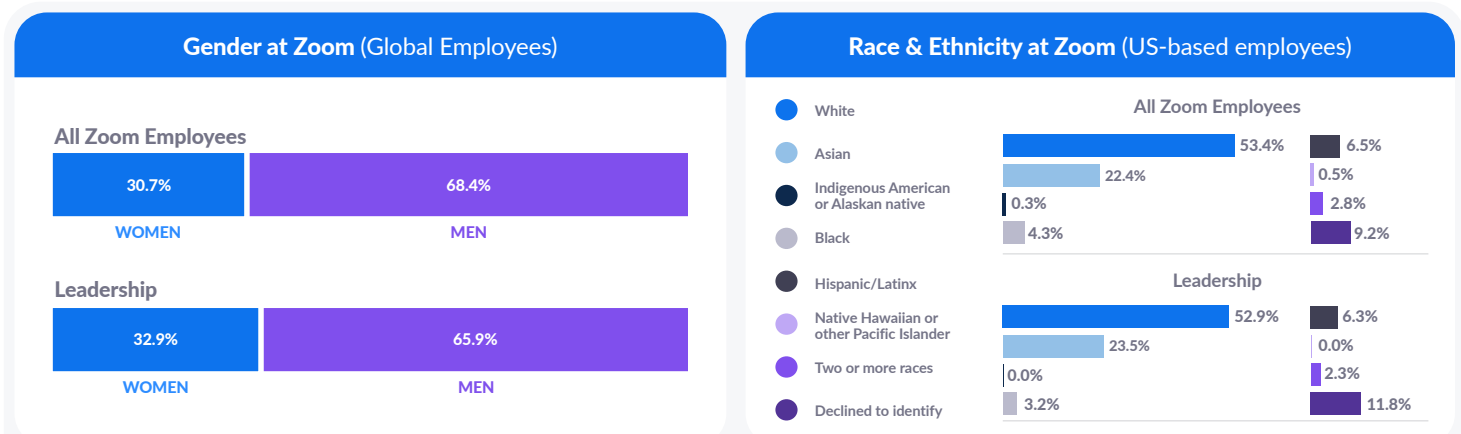 Gender at Zoom (Global Employees)
All Zoom Employees
30.7%
68.4%
WOMEN
MEN
Leadership
32.9%
65.9%
WOMEN
MEN
Race & Ethnicity at Zoom (US-based employees)
White
Asian
Indigenous American
or Alaskan native
Black
Hispanic/Latinx
Native Hawaiian or
other Pacific Islander
Two or more races
Declined to identify
All Zoom Employees
53.4%
22.4%
0.3%
4.3%
6.5%
0.5%
2.8%
9.2%
Leadership
52.9%
23.5%
0.0%
3.2%
6.3%
0.0%
2.3%
11.8%